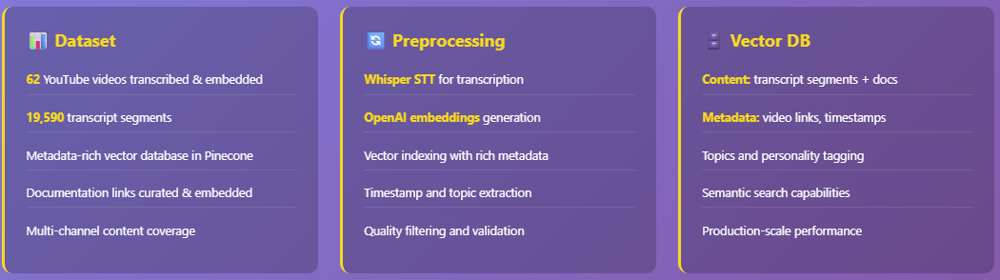 Dataset
62 YouTube videos transcribed & embedded
19,590 transcript segments
Metadata-rich vector database in Pinecone
Documentation links curated & embedded
Multi-channel content coverage
Preprocessing
Whisper STT for transcription
OpenAI embeddings generation
Vector indexing with rich metadata
Timestamp and topic extraction
Quality filtering and validation
Vector DB
Content: transcript segments + docs
Metadata: video links, timestamps
Topics and personality tagging
Semantic search capabilities
Production-scale performance